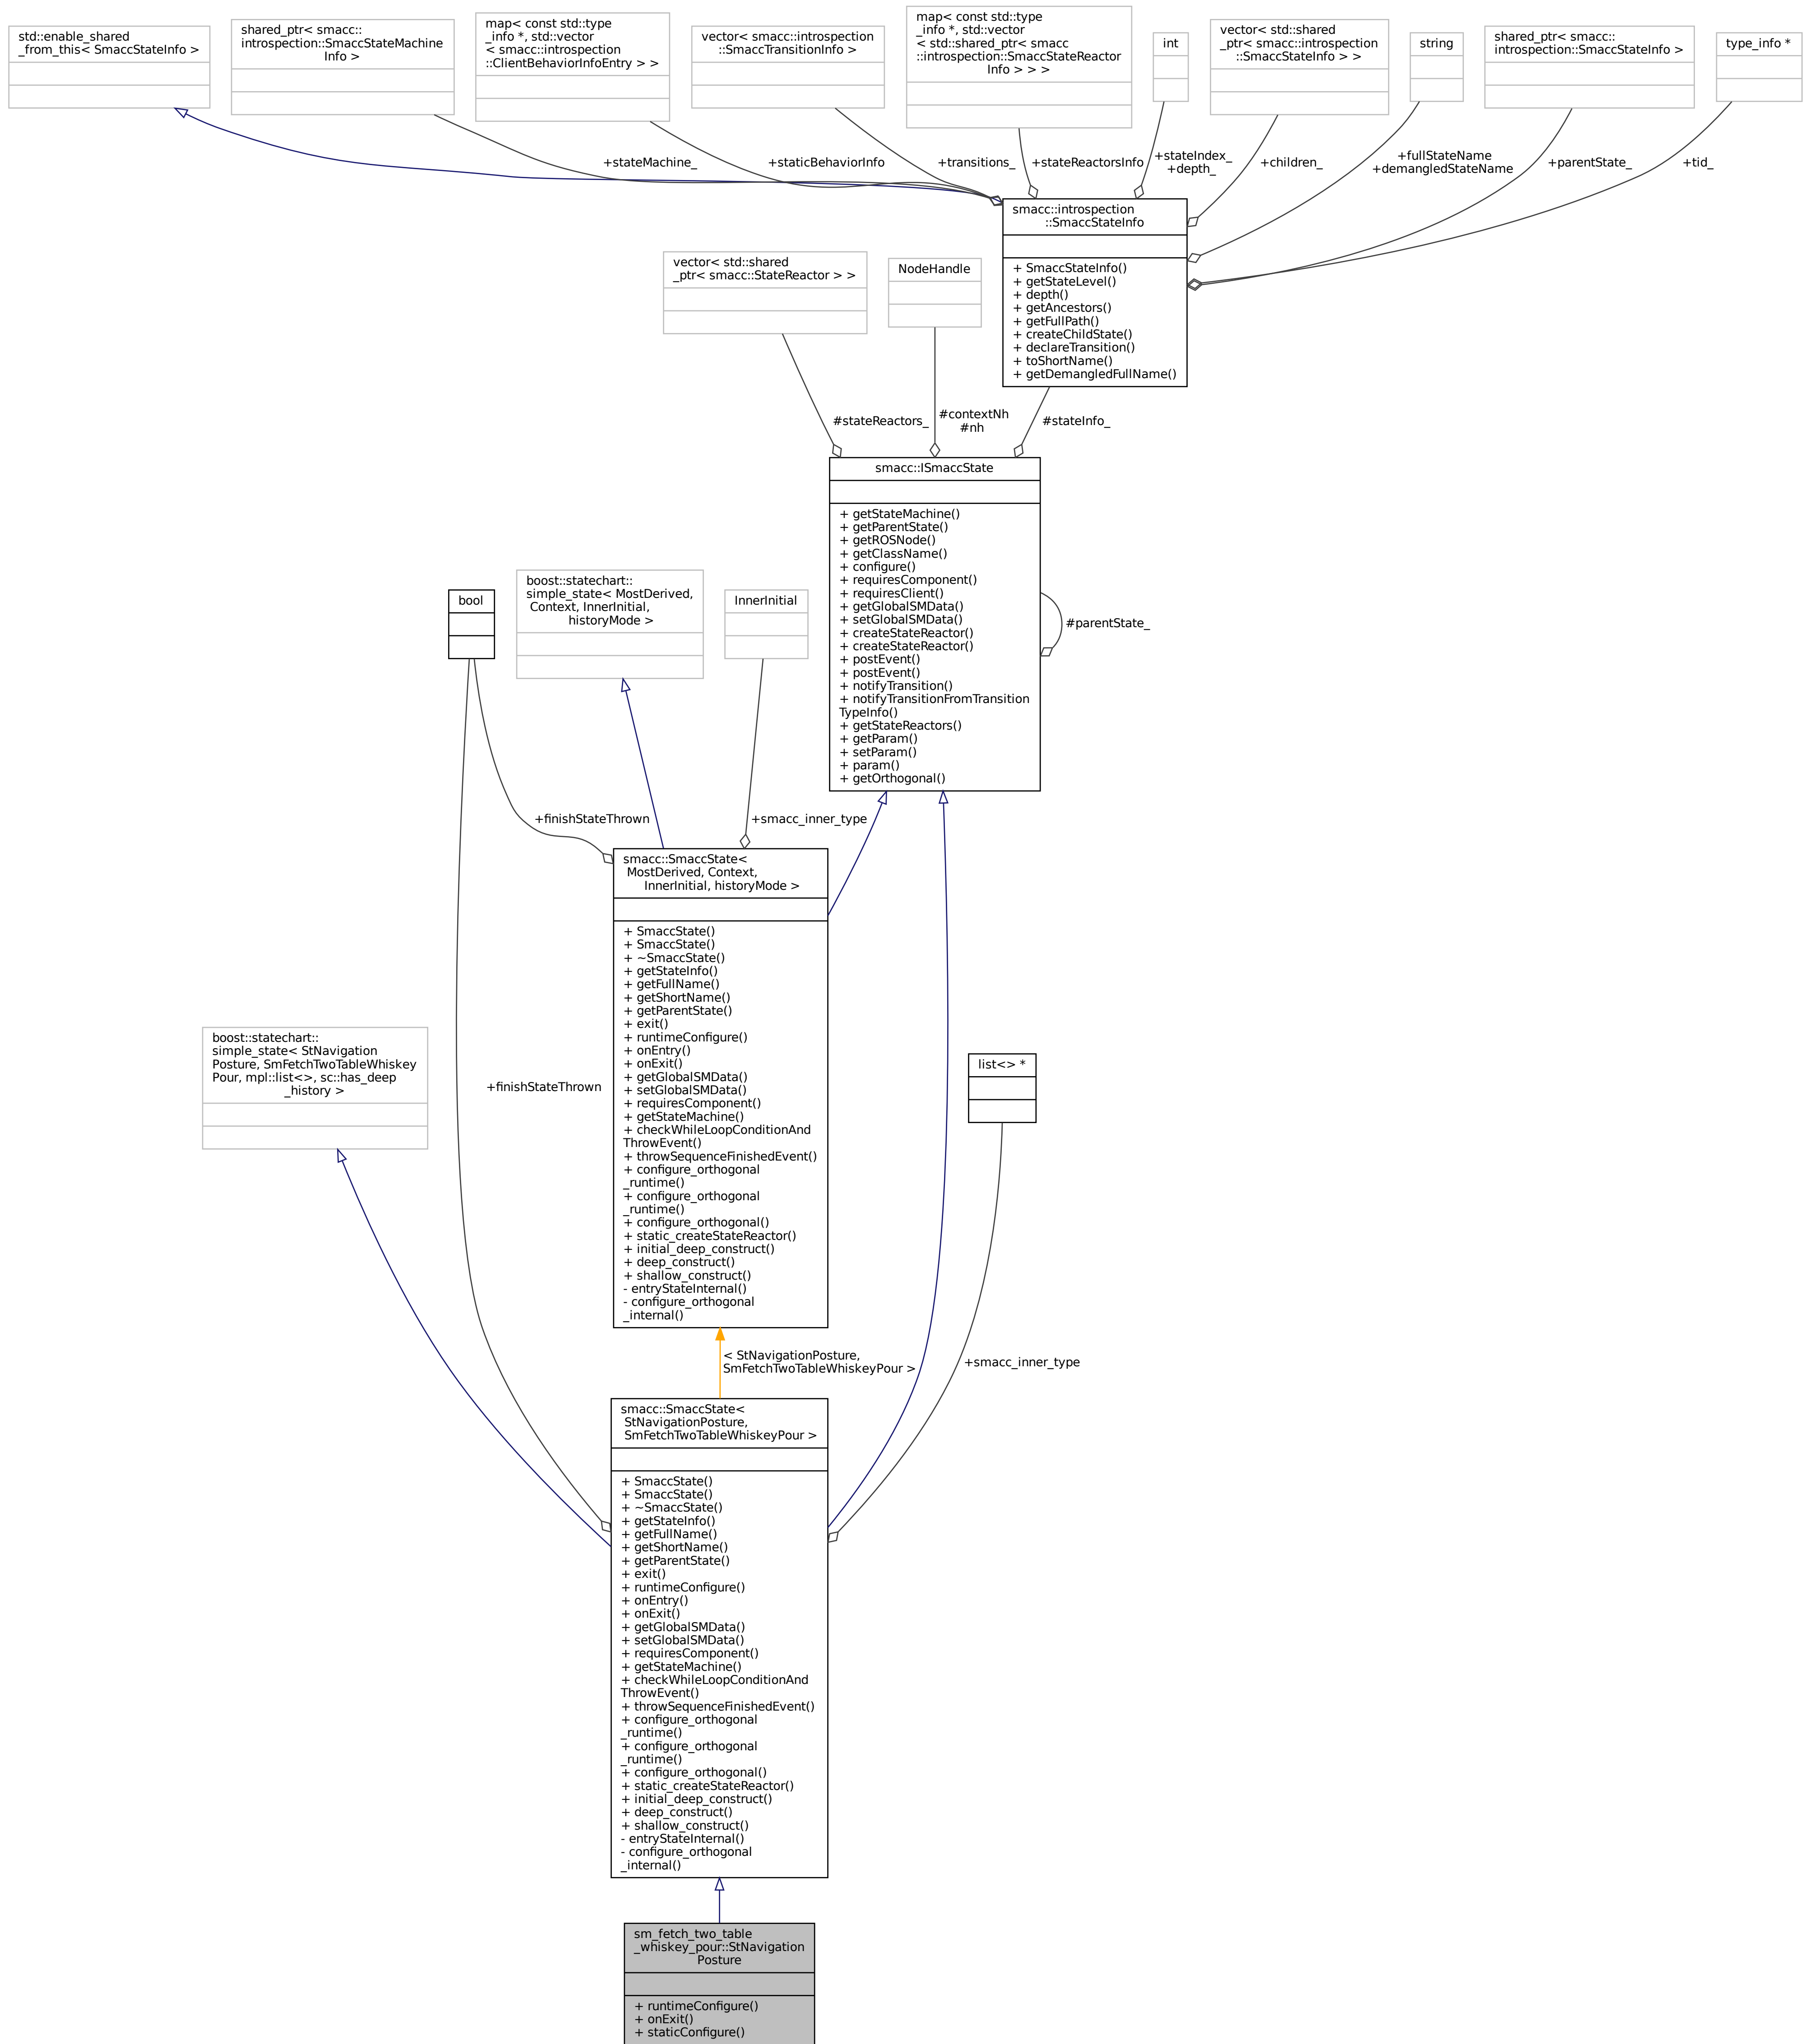 std::enable_shared
_from_this< SmaccStateInfo >
shared_ptr< smacc::
introspection::SmaccStateMachine
Info >
map< const std::type
_info *, std::vector
< smacc::introspection
::ClientBehaviorInfoEntry > >
vector< smacc::introspection
::SmaccTransitionInfo >
map< const std::type
_info *, std::vector
< std::shared_ptr< smacc
::introspection::SmaccStateReactor
Info > > >
int
vector< std::shared
_ptr< smacc::introspection
::SmaccStateInfo > >
string
shared_ptr< smacc::
introspection::SmaccStateInfo >
type_info *
+stateMachine_
+staticBehaviorInfo
+transitions_
+stateReactorsInfo
+stateIndex_
+depth_
+children_
+fullStateName
+demangledStateName
+parentState_
+tid_
smacc::introspection
::SmaccStateInfo
+ SmaccStateInfo()
+ getStateLevel()
+ depth()
+ getAncestors()
+ getFullPath()
+ createChildState()
+ declareTransition()
+ toShortName()
+ getDemangledFullName()
vector< std::shared
_ptr< smacc::StateReactor > >
NodeHandle
#stateReactors_
#contextNh
#nh
#stateInfo_
smacc::ISmaccState
+ getStateMachine()
+ getParentState()
+ getROSNode()
+ getClassName()
+ configure()
+ requiresComponent()
+ requiresClient()
+ getGlobalSMData()
+ setGlobalSMData()
+ createStateReactor()
+ createStateReactor()
+ postEvent()
+ postEvent()
+ notifyTransition()
+ notifyTransitionFromTransition
TypeInfo()
+ getStateReactors()
+ getParam()
+ setParam()
+ param()
+ getOrthogonal()
#parentState_
bool
boost::statechart::
simple_state< MostDerived,
Context, InnerInitial,
historyMode >
InnerInitial
+finishStateThrown
+smacc_inner_type
smacc::SmaccState<
MostDerived, Context,
InnerInitial, historyMode >
+ SmaccState()
+ SmaccState()
+ ~SmaccState()
+ getStateInfo()
+ getFullName()
+ getShortName()
+ getParentState()
+ exit()
+ runtimeConfigure()
+ onEntry()
+ onExit()
+ getGlobalSMData()
+ setGlobalSMData()
+ requiresComponent()
+ getStateMachine()
+ checkWhileLoopConditionAnd
ThrowEvent()
+ throwSequenceFinishedEvent()
+ configure_orthogonal
_runtime()
+ configure_orthogonal
_runtime()
+ configure_orthogonal()
+ static_createStateReactor()
+ initial_deep_construct()
+ deep_construct()
+ shallow_construct()
- entryStateInternal()
- configure_orthogonal
_internal()
boost::statechart::
simple_state< StNavigation
Posture, SmFetchTwoTableWhiskey
Pour, mpl::list<>, sc::has_deep
_history >
+finishStateThrown
list<> *
< StNavigationPosture,
SmFetchTwoTableWhiskeyPour >
+smacc_inner_type
smacc::SmaccState<
StNavigationPosture,
SmFetchTwoTableWhiskeyPour >
+ SmaccState()
+ SmaccState()
+ ~SmaccState()
+ getStateInfo()
+ getFullName()
+ getShortName()
+ getParentState()
+ exit()
+ runtimeConfigure()
+ onEntry()
+ onExit()
+ getGlobalSMData()
+ setGlobalSMData()
+ requiresComponent()
+ getStateMachine()
+ checkWhileLoopConditionAnd
ThrowEvent()
+ throwSequenceFinishedEvent()
+ configure_orthogonal
_runtime()
+ configure_orthogonal
_runtime()
+ configure_orthogonal()
+ static_createStateReactor()
+ initial_deep_construct()
+ deep_construct()
+ shallow_construct()
- entryStateInternal()
- configure_orthogonal
_internal()
sm_fetch_two_table
_whiskey_pour::StNavigation
Posture
+ runtimeConfigure()
+ onExit()
+ staticConfigure()